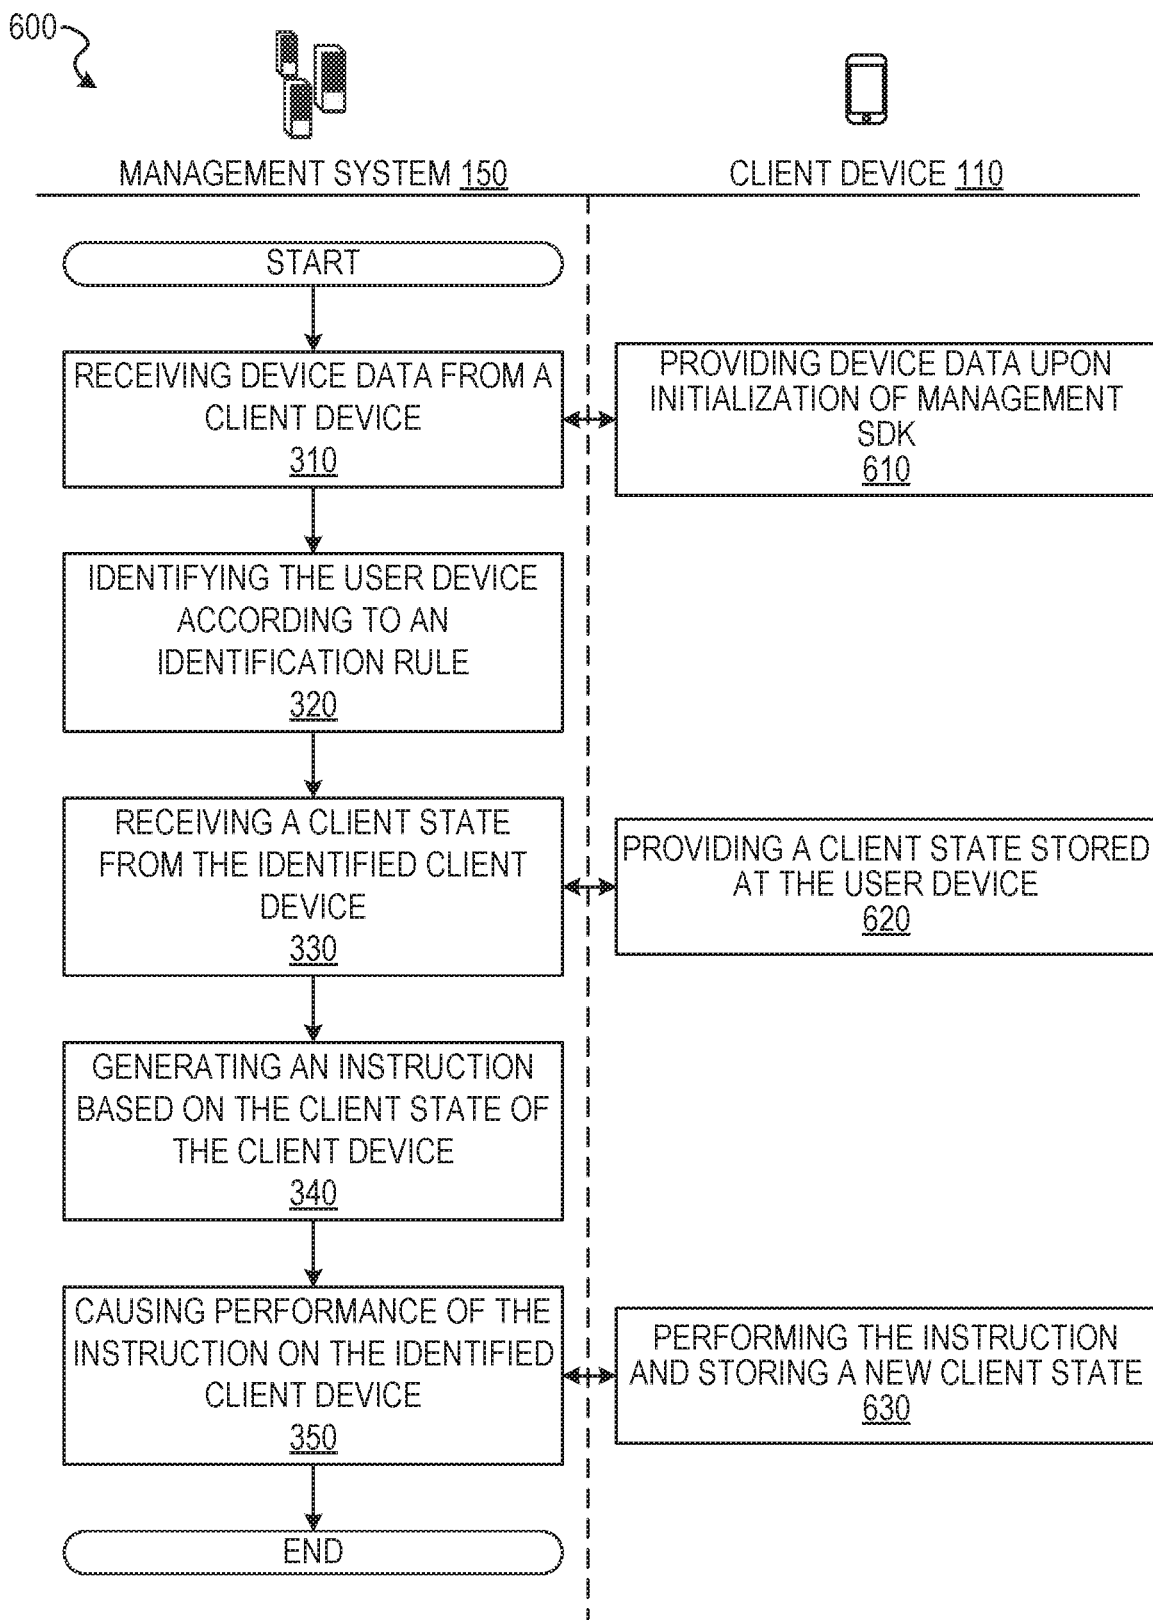 600
MANAGEMENT SYSTEM 150
CLIENT DEVICE 110
START
RECEIVING DEVICE DATA FROM A
CLIENT DEVICE
310
PROVIDING DEVICE DATA UPON
INITIALIZATION OF MANAGEMENT
SDK
610
IDENTIFYING THE USER DEVICE
ACCORDING TO AN
IDENTIFICATION RULE
320
RECEIVING A CLIENT STATE
FROM THE IDENTIFIED CLIENT
DEVICE
330
PROVIDING A CLIENT STATE STORED
AT THE USER DEVICE
620
GENERATING AN INSTRUCTION
BASED ON THE CLIENT STATE OF
THE CLIENT DEVICE
340
CAUSING PERFORMANCE OF THE
INSTRUCTION ON THE IDENTIFIED
CLIENT DEVICE
350
PERFORMING THE INSTRUCTION
AND STORING A NEW CLIENT STATE
630
END